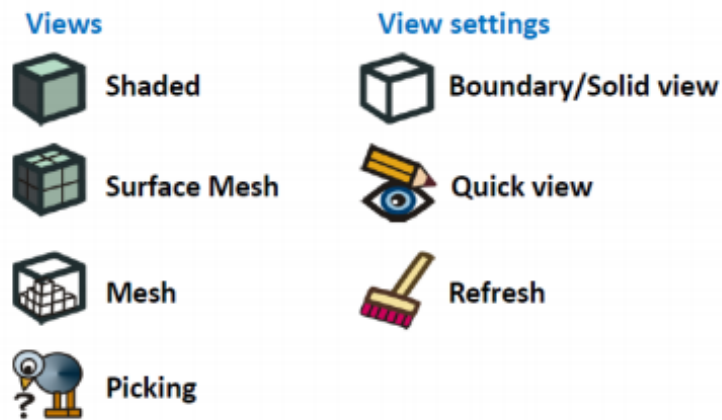 Views
View settings
Shaded
Boundary/Solid view
Surface Mesh
Quick view
Mesh
Refresh
?
Picking